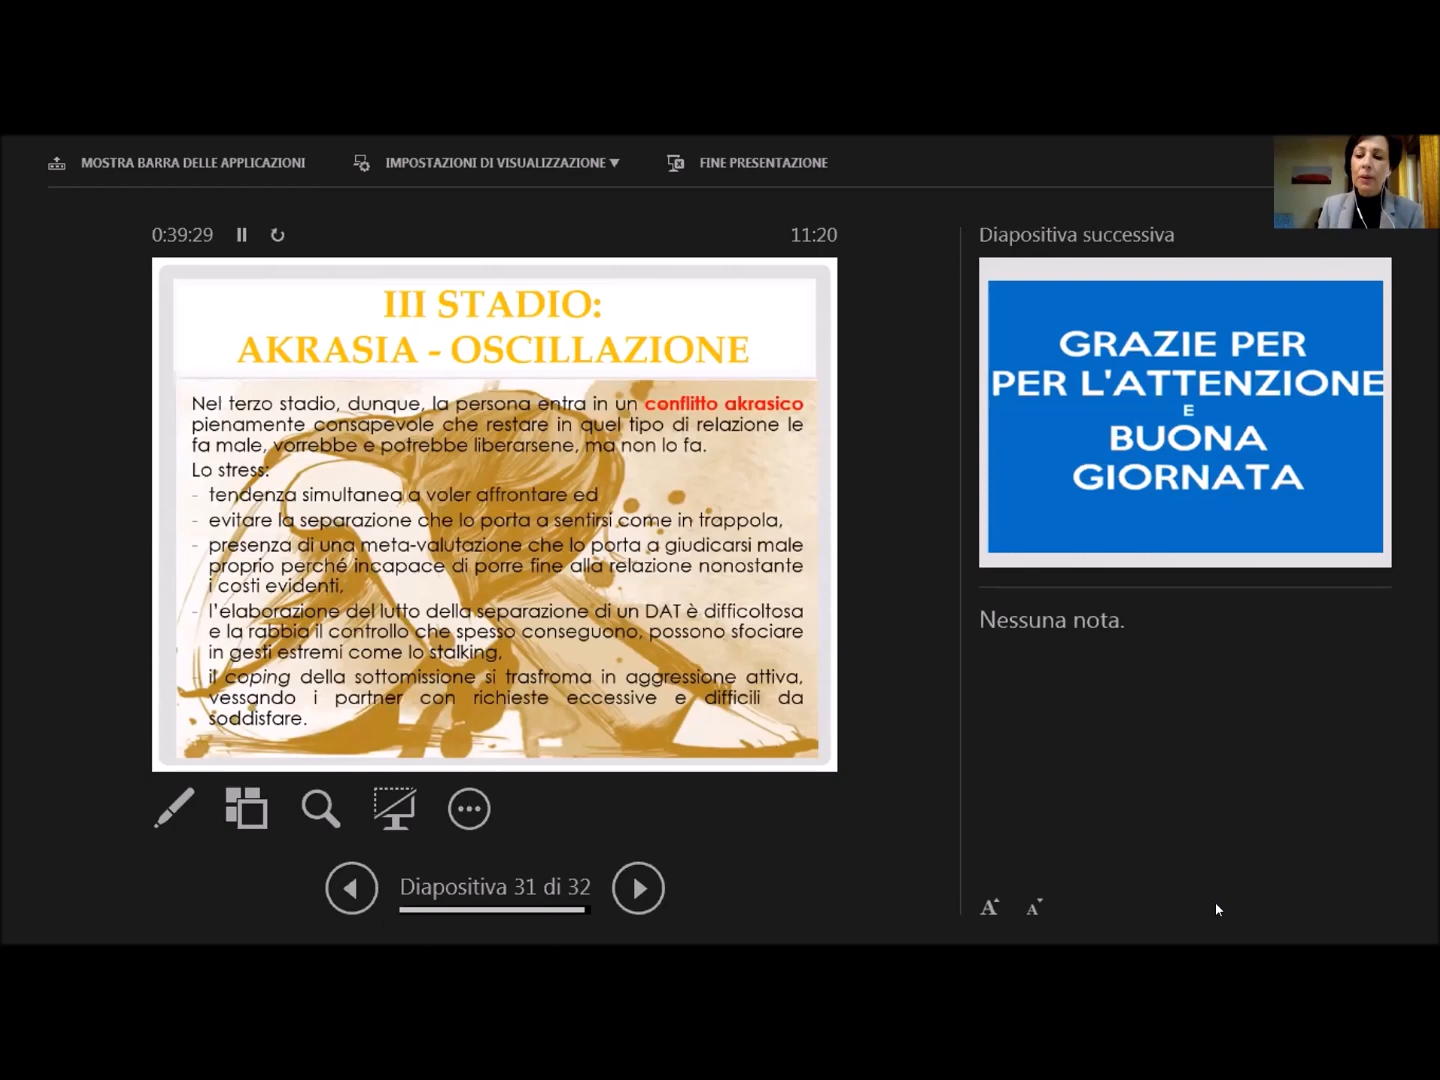 MOSTRA BARRA DELLE APPLICAZIONI
IMPOSTAZIONI DI VISUALIZZAZIONE ▼
FINE PRESENTAZIONE
0:39:29
11:20
III STADIO:
AKRASIA - OSCILLAZIONE
Nel terzo stadio, dunque, la persona entra in un conflitto akrasico
pienamente consapevole che restare in quel tipo di relazione le
fa male, vorrebbe e potrebbe liberarsene, ma non lo fa.
Lo stress:
- tendenza simultanea a voler affrontare ed
- evitare la separazione che lo porta a sentirsi come in trappola,
- presenza di una meta-valutazione che lo porta a giudicarsi male
proprio perché incapace di porre fine alla relazione nonostante
i costi evidenti,
- l'elaborazione del lutto della separazione di un DAT è difficoltosa
e la rabbia il controllo che spesso conseguono, possono sfociare
in gesti estremi come lo stalking,
- il coping della sottomissione si trasfroma in aggressione attiva,
vessando i partner con richieste eccessive e difficili da
soddisfare.
Diapositiva 31 di 32
Diapositiva successiva
GRAZIE PER
PER L'ATTENZIONE
E
BUONA
GIORNATA
Nessuna nota.
A A